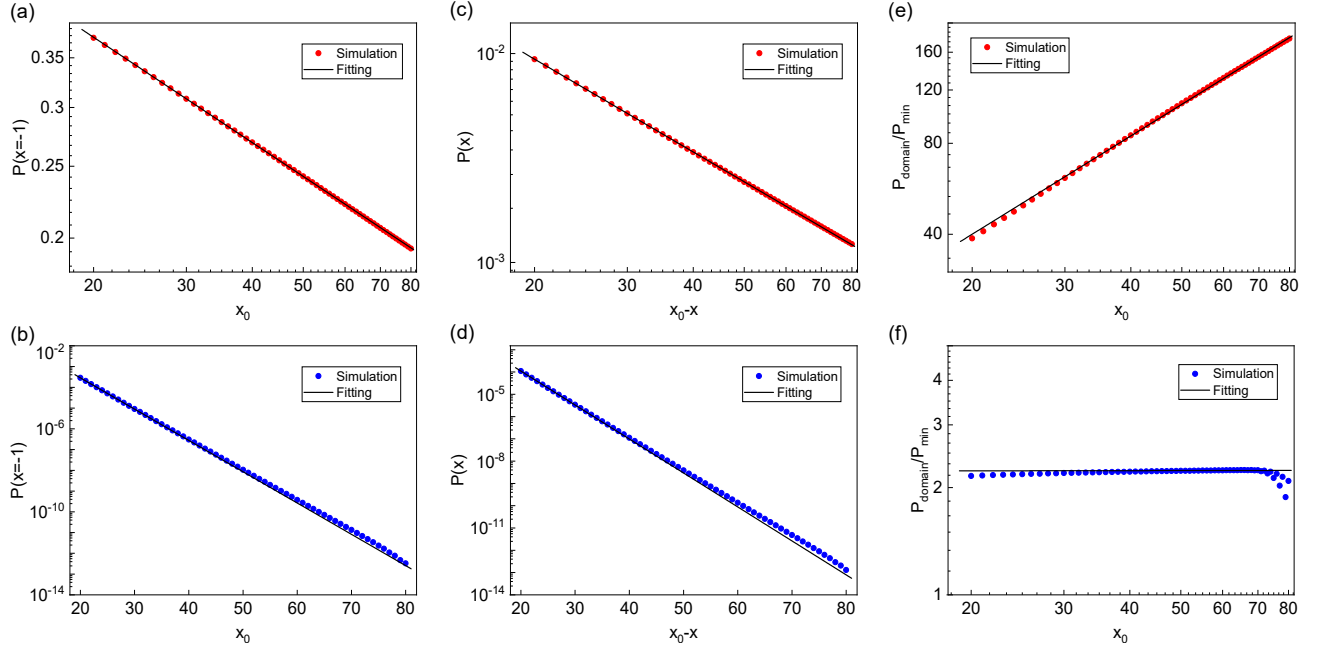 (a)
0.35
0.3
0.25
0.2
P(x=-1)
Simulation
Fitting
20 30 40 50 60 70 80
x₀
(c)
10⁻²
10⁻³
P(x)
Simulation
Fitting
20 30 40 50 60 70 80
x₀-x
(e)
160
120
80
40
P_domain/P_min
Simulation
Fitting
20 30 40 50 60 70 80
x₀
(b)
10⁻²
10⁻⁶
10⁻¹⁰
10⁻¹⁴
P(x=-1)
Simulation
Fitting
20 30 40 50 60 70 80
x₀
(d)
10⁻⁵
10⁻⁸
10⁻¹¹
10⁻¹⁴
P(x)
Simulation
Fitting
20 30 40 50 60 70 80
x₀-x
(f)
4
3
2
1
P_domain/P_min
Simulation
Fitting
20 30 40 50 60 70 80
x₀